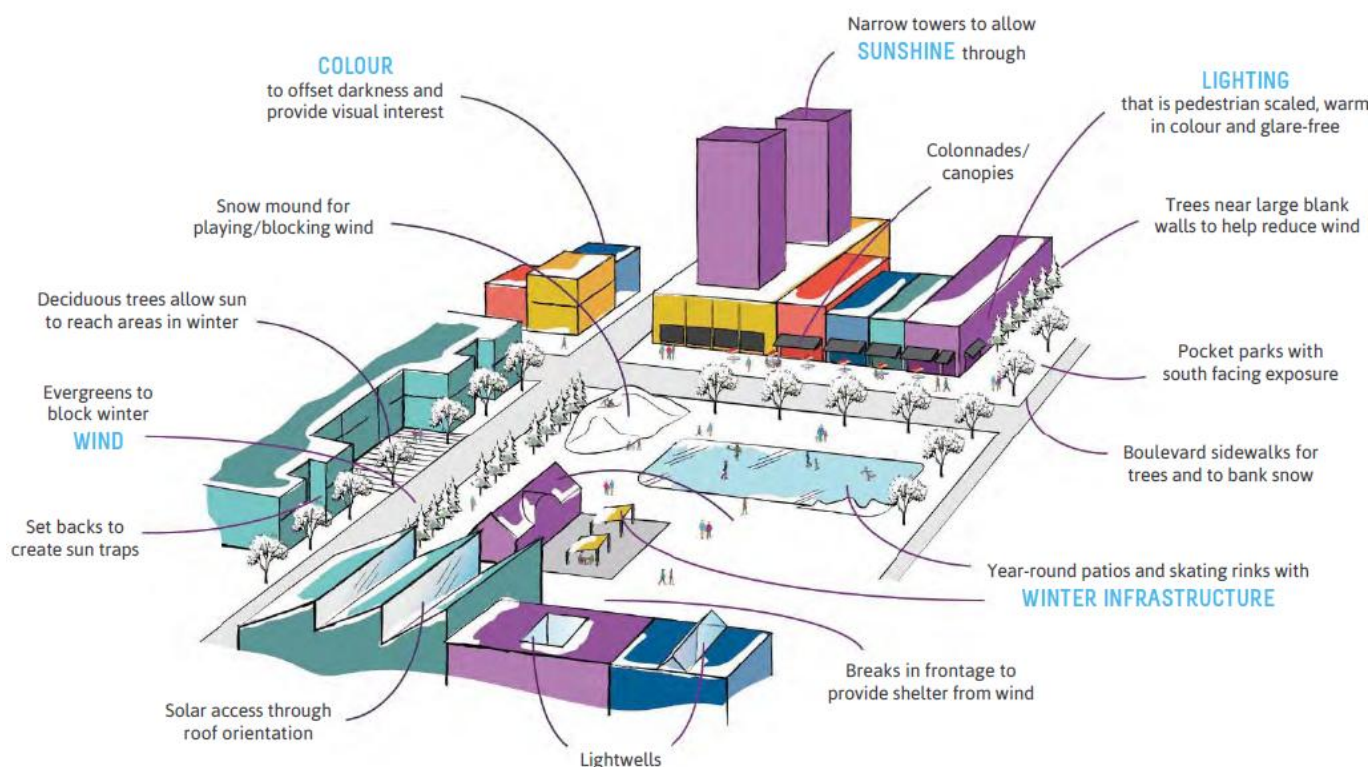 Narrow towers to allow
SUNSHINE through
COLOUR
to offset darkness and
provide visual interest
LIGHTING
that is pedestrian scaled, warm
in colour and glare-free
Colonnades/
canopies
Snow mound for
playing/blocking wind
Trees near large blank
walls to help reduce wind
Deciduous trees allow sun
to reach areas in winter
Pocket parks with
south facing exposure
Evergreens to
block winter
WIND
Boulevard sidewalks for
trees and to bank snow
Set backs to
create sun traps
Year-round patios and skating rinks with
WINTER INFRASTRUCTURE
Breaks in frontage to
provide shelter from wind
Solar access through
roof orientation
Lightwells